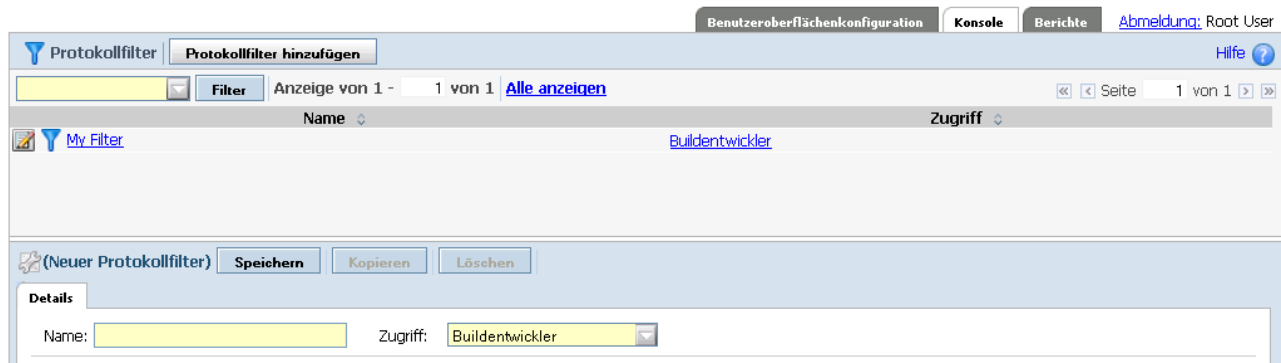 Benutzeroberflächenkonfiguration Konsole Berichte Abmeldung: Root User
Protokollfilter Protokollfilter hinzufügen Hilfe ?
Filter Anzeige von 1 - 1 von 1 Alle anzeigen Seite 1 von 1
Name Zugriff
My Filter Buildentwickler
(Neuer Protokollfilter) Speichern Kopieren Löschen
Details
Name: Zugriff: Buildentwickler